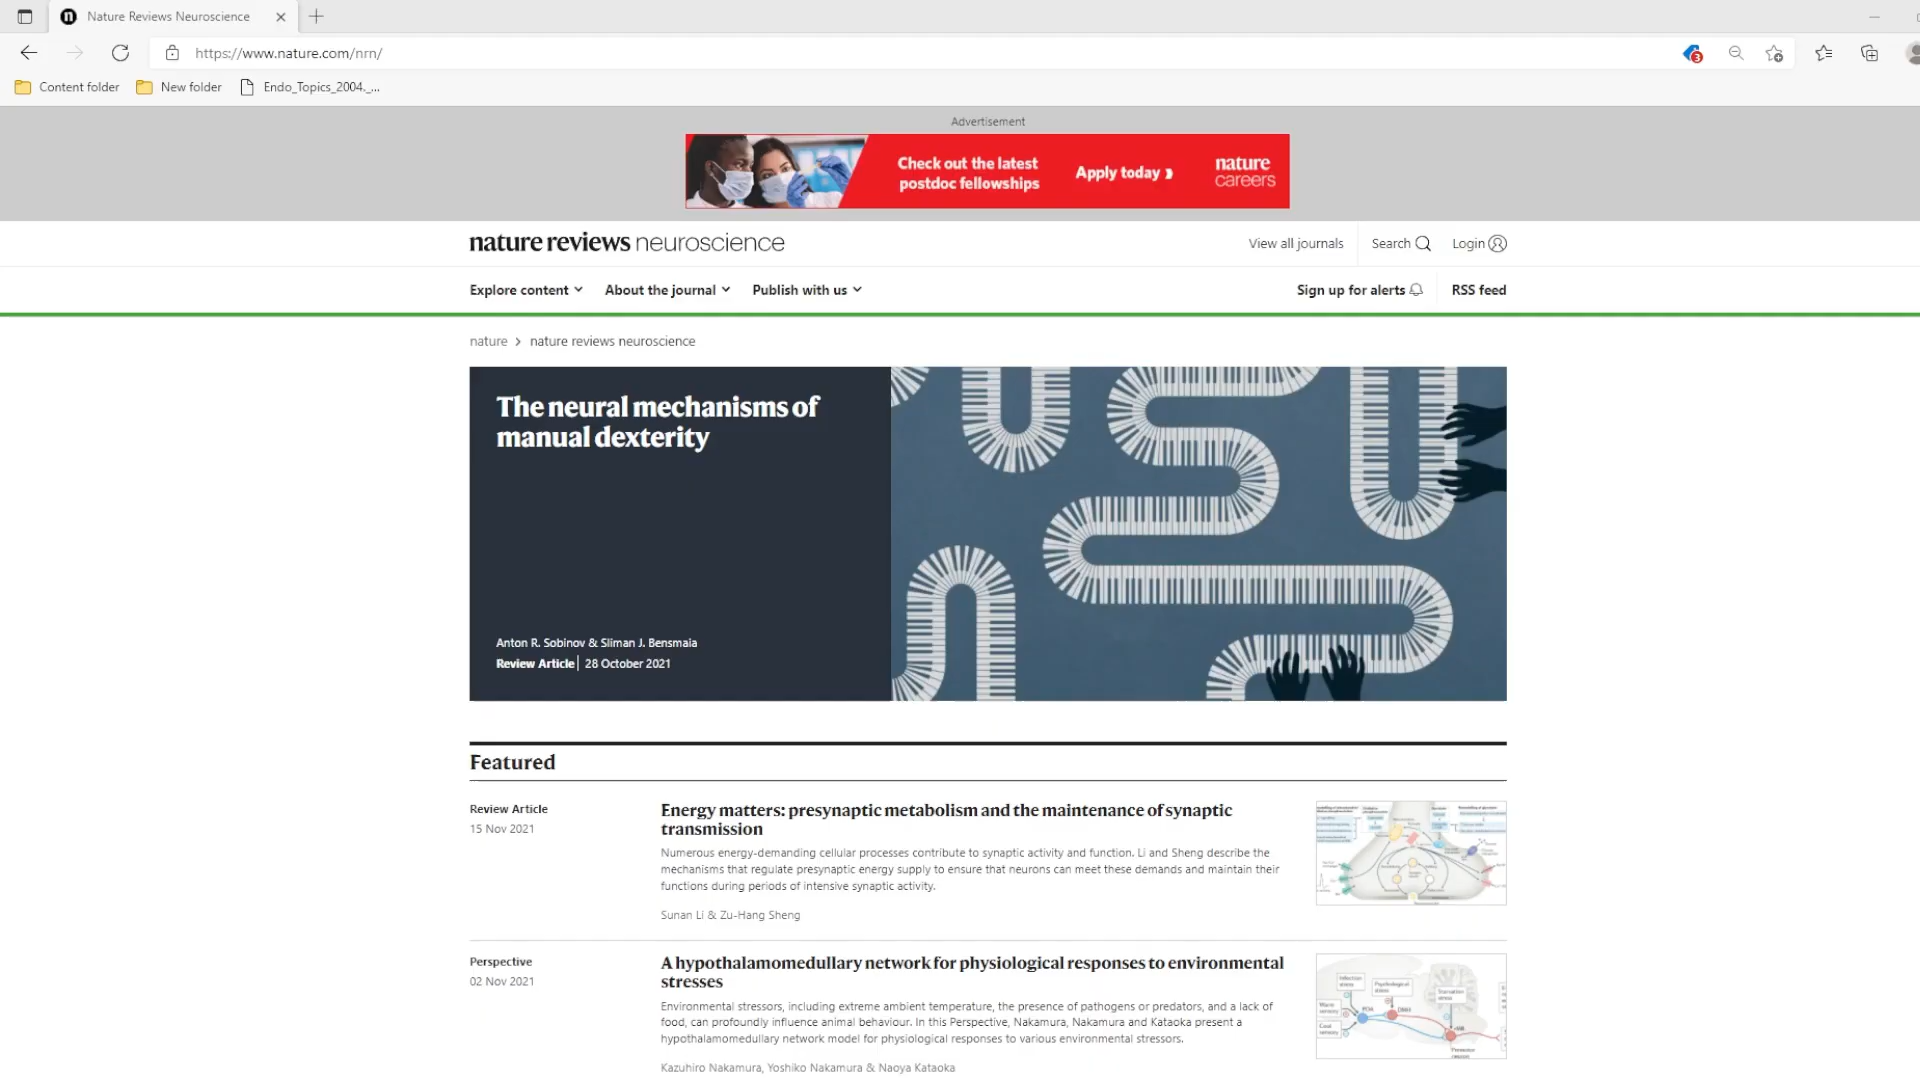 Nature Reviews Neuroscience
https://www.nature.com/nrn/
3
Content folder
New folder
Endo_Topics_2004._...
Advertisement
Check out the latest
postdoc fellowships
Apply today
nature
careers
nature reviews neuroscience
View all journals
Search
Login
Explore content
About the journal
Publish with us
Sign up for alerts
RSS feed
nature > nature reviews neuroscience
The neural mechanisms of
manual dexterity
Anton R. Sobinov & Sliman J. Bensmaia
Review Article | 28 October 2021
Featured
Review Article
15 Nov 2021
Energy matters: presynaptic metabolism and the maintenance of synaptic
transmission
Numerous energy-demanding cellular processes contribute to synaptic activity and function. Li and Sheng describe the
mechanisms that regulate presynaptic energy supply to ensure that neurons can meet these demands and maintain their
functions during periods of intensive synaptic activity.
Sunan Li & Zu-Hang Sheng
Perspective
02 Nov 2021
A hypothalamomedullary network for physiological responses to environmental
stresses
Environmental stressors, including extreme ambient temperature, the presence of pathogens or predators, and a lack of
food, can profoundly influence animal behaviour. In this Perspective, Nakamura, Nakamura and Kataoka present a
hypothalamomedullary network model for physiological responses to various environmental stressors.
Kazuhiro Nakamura, Yoshiko Nakamura & Naoya Kataoka